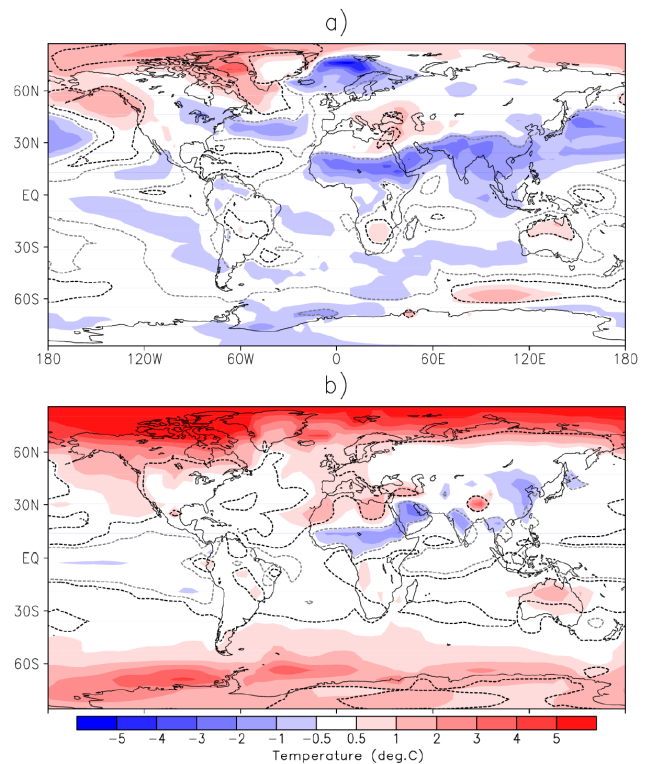 a)
60N
30N
EQ
30S
60S
180 120W 60W 0 60E 120E 180
b)
60N
30N
EQ
30S
60S
−5 −4 −3 −2 −1 −0.5 0.5 1 2 3 4 5
Temperature (deg.C)